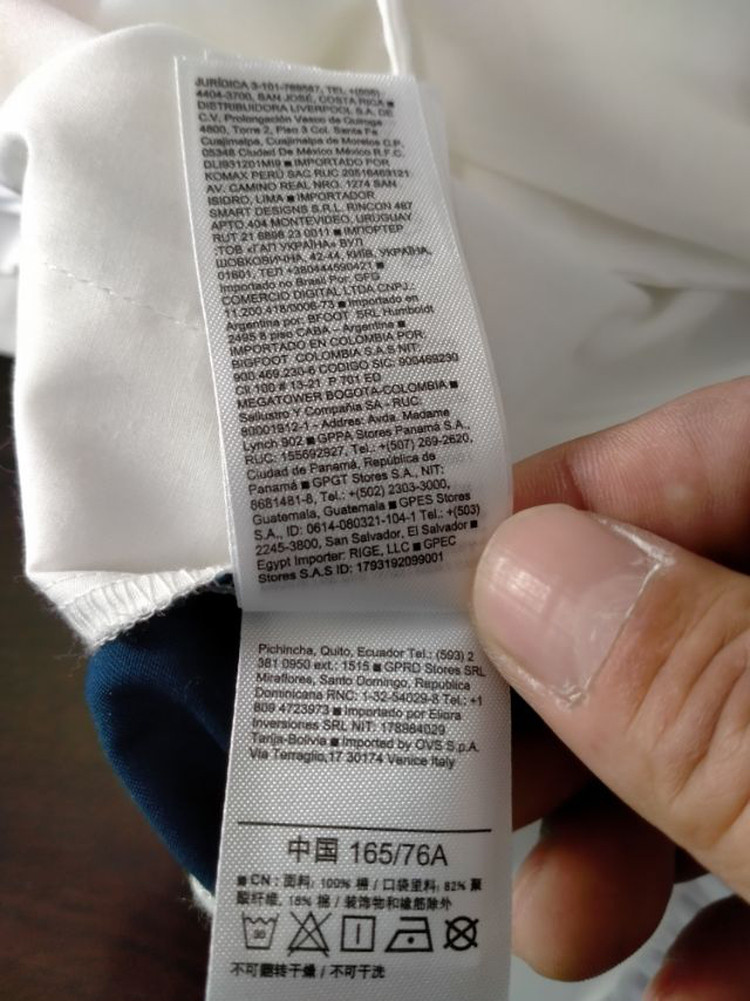 JURÍDICA 3-101-789587, TEL +(506)
4404-3700, SAN JOSÉ, COSTA RICA ■
DISTRIBUIDORA LIVERPOOL S.A. DE
C.V. Prolongación Vasco de Quiroga
4800, Torre 2, Piso 3 Col. Santa Fe
Cuajimalpa, Cuajimalpa de Morelos C.P.
05348 Ciudad De México México R.F.C.
DLI931201MI9 ■ IMPORTADO POR
KOMAX PERÚ SAC RUC 20516469121
AV. CAMINO REAL NRO. 1274 SAN
ISIDRO, LIMA ■ IMPORTADOR
SMART DESIGNS S.R.L. RINCON 487
APTO.404 MONTEVIDEO, URUGUAY
RUT 21 6898 23 0011 ■ ІМПОРТЕР
:ТОВ «ГАП УКРАЇНА» ВУЛ
ШОВКОВИЧНА, 42-44, КИЇВ, УКРАЇНА,
01601, ТЕЛ +380444590421 ■
Importado no Brasil Por: GPG
COMERCIO DIGITAL LTDA CNPJ.:
11.200.418/0006-73 ■ Importado en
Argentina por: BFOOT SRL Humboldt
2495 8 piso CABA – Argentina ■
IMPORTADO EN COLOMBIA POR:
BIGFOOT COLOMBIA S.A.S NIT:
900.469.230-6 CODIGO SIC: 900469230
Cll 100 # 13-21 P 701 ED
MEGATOWER BOGOTA-COLOMBIA ■
Sellustro Y Compañia SA - RUC:
80001912-1 - Addres: Avda. Madame
Lynch 902 ■ GPPA Stores Panamá S.A.,
RUC: 155692927, Tel.: +(507) 269-2620,
Ciudad de Panamá, República de
Panamá ■ GPGT Stores S.A., NIT:
8681481-8, Tel.: +(502) 2303-3000,
Guatemala, Guatemala ■ GPES Stores
S.A., ID: 0614-080321-104-1 Tel.: +(503)
2245-3800, San Salvador, El Salvador ■
Egypt Importer: RIGE, LLC ■ GPEC
Stores S.A.S ID: 1793192099001
Pichincha, Quito, Ecuador Tel.: (593) 2
381 0950 ext.: 1515 ■ GPRD Stores SRL
Miraflores, Santo Domingo, República
Dominicana RNC: 1-32-54029-8 Tel.: +1
809 4723973 ■ Importado por Eliora
Inversiones SRL NIT: 178984029
Tarija-Bolivia ■ Imported by OVS S.p.A.
Via Terraglio,17 30174 Venice Italy
中国 165/76A
■ CN : 面料: 100% 棉 / 口袋里料: 82% 聚
酯纤维, 18% 棉 / 装饰物和橡筋除外
30
不可翻转干燥 / 不可干洗